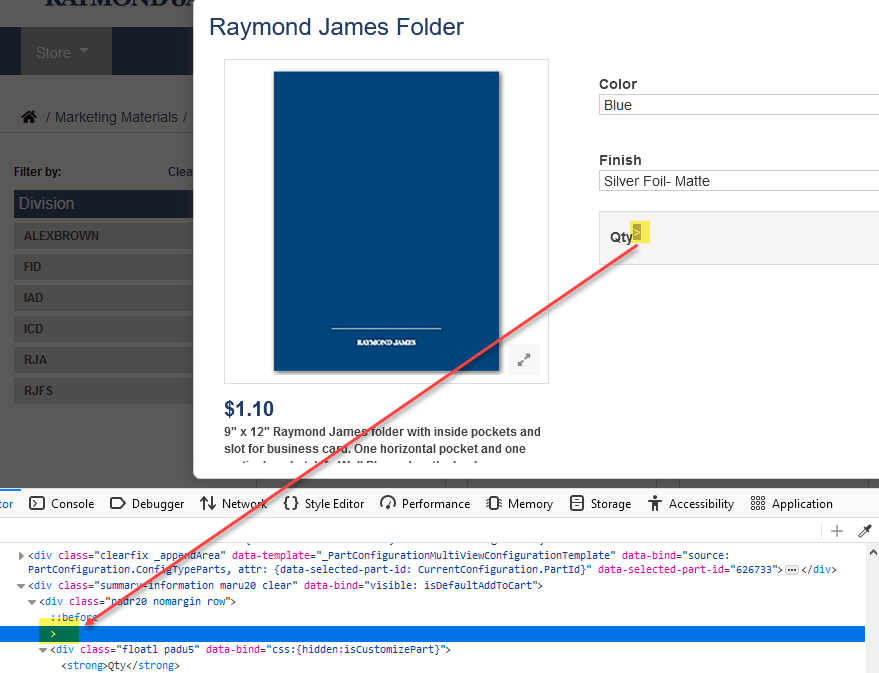 Raymond James Folder
Store
/ Marketing Materials /
Filter by:
Clea
Division
ALEXBROWN
FID
IAD
ICD
RJA
RJFS
RAYMOND JAMES
$1.10
9" x 12" Raymond James folder with inside pockets and
slot for business card. One horizontal pocket and one
Color
Blue
Finish
Silver Foil- Matte
Qty>
tor
Console
Debugger
Network
{} Style Editor
Performance
Memory
Storage
Accessibility
Application
<div class="clearfix _appendArea" data-template="_PartConfigurationMultiViewConfigurationTemplate" data-bind="source:
PartConfiguration.ConfigTypeParts, attr: {data-selected-part-id: CurrentConfiguration.PartId}" data-selected-part-id="626733">…</div>
<div class="summary-information maru20 clear" data-bind="visible: isDefaultAddToCart">
<div class="padr20 nomargin row">
::before
>
<div class="floatl padu5" data-bind="css:{hidden:isCustomizePart}">
<strong>Qty</strong>